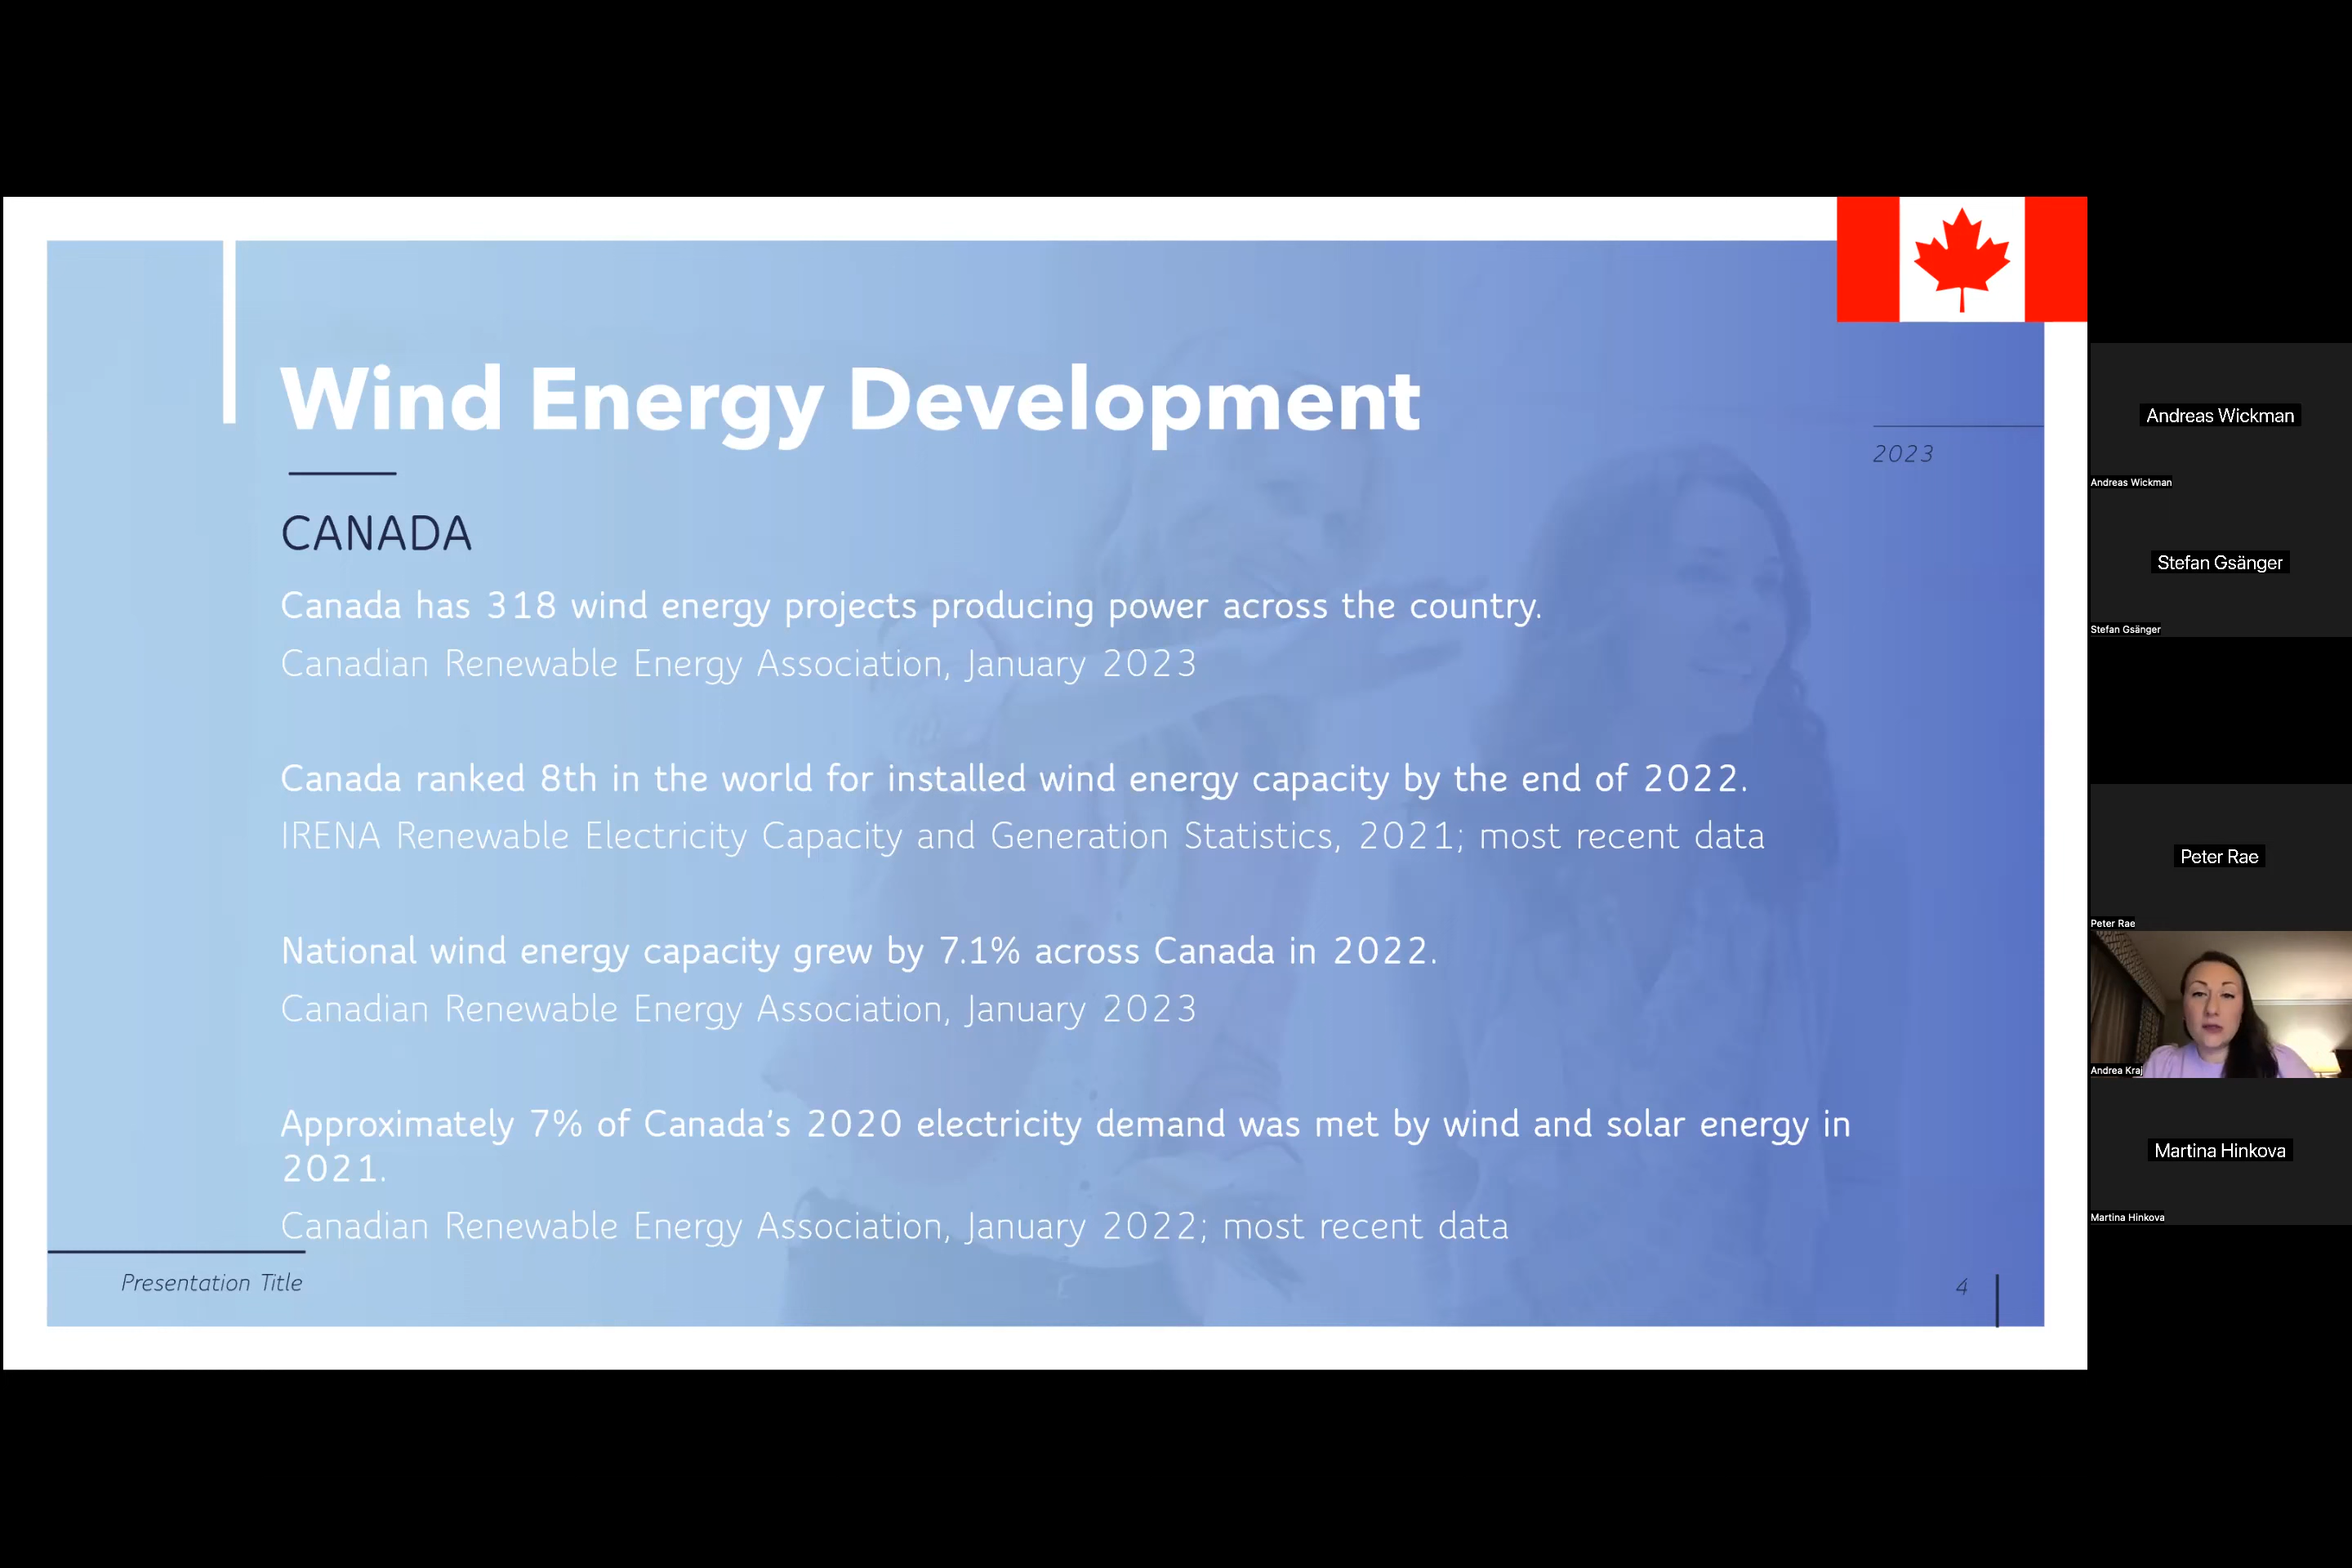 Wind Energy Development
2023
CANADA
Canada has 318 wind energy projects producing power across the country.
Canadian Renewable Energy Association, January 2023
Canada ranked 8th in the world for installed wind energy capacity by the end of 2022.
IRENA Renewable Electricity Capacity and Generation Statistics, 2021; most recent data
National wind energy capacity grew by 7.1% across Canada in 2022.
Canadian Renewable Energy Association, January 2023
Approximately 7% of Canada’s 2020 electricity demand was met by wind and solar energy in
2021.
Canadian Renewable Energy Association, January 2022; most recent data
Presentation Title
4
Andreas Wickman
Andreas Wickman
Stefan Gsänger
Stefan Gsänger
Peter Rae
Peter Rae
Andrea Kraj
Martina Hinkova
Martina Hinkova